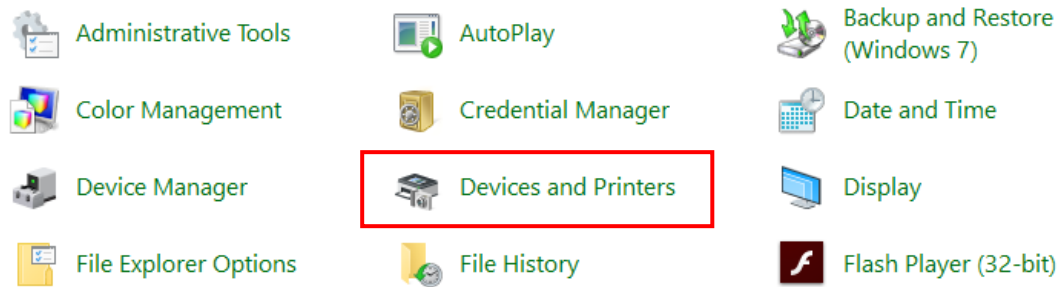 Administrative Tools
AutoPlay
Backup and Restore
(Windows 7)
Color Management
Credential Manager
Date and Time
Device Manager
Devices and Printers
Display
File Explorer Options
File History
Flash Player (32-bit)